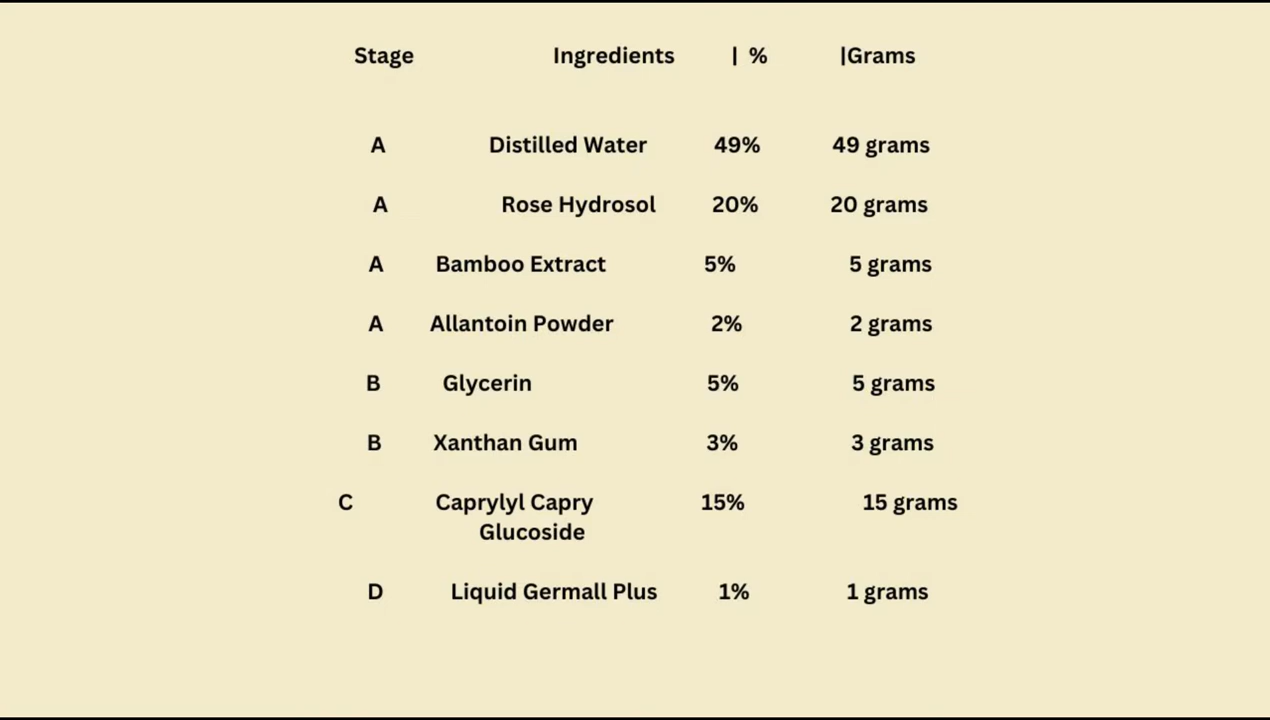 Stage Ingredients | % |Grams
A Distilled Water 49% 49 grams
A Rose Hydrosol 20% 20 grams
A Bamboo Extract 5% 5 grams
A Allantoin Powder 2% 2 grams
B Glycerin 5% 5 grams
B Xanthan Gum 3% 3 grams
C Caprylyl Capry 15% 15 grams
Glucoside
D Liquid Germall Plus 1% 1 grams